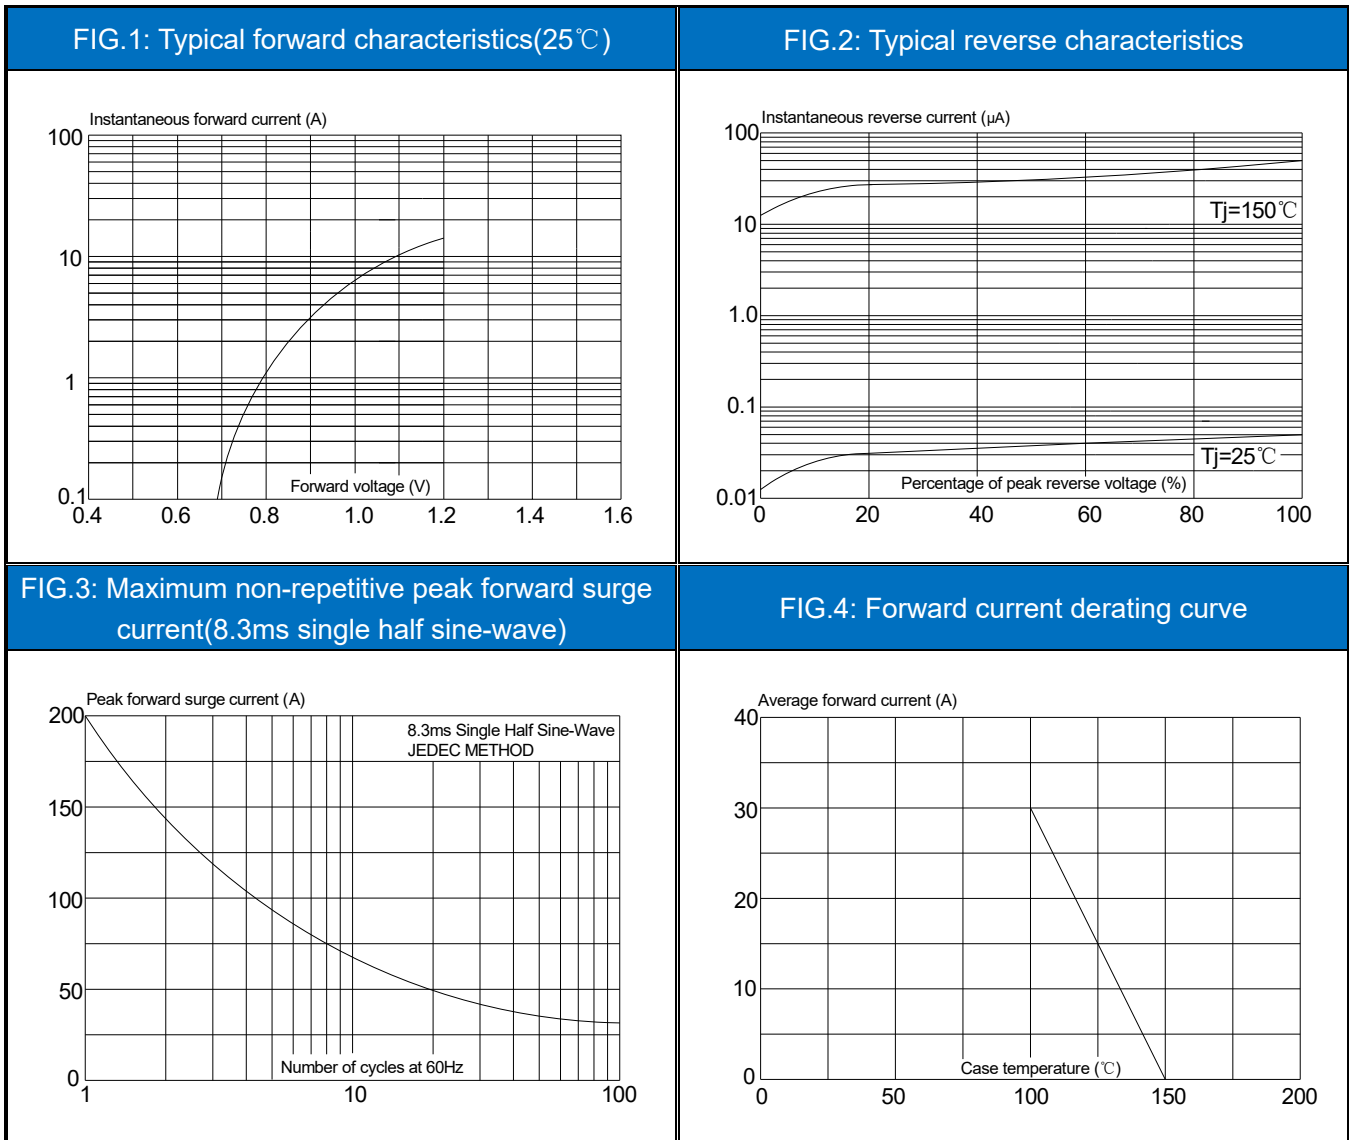 FIG.1: Typical forward characteristics(25℃)
FIG.2: Typical reverse characteristics
Instantaneous forward current (A)
100
10
1
0.1
Forward voltage (V)
0.4 0.6 0.8 1.0 1.2 1.4 1.6
Instantaneous reverse current (μA)
100
Tj=150℃
10
1.0
0.1
Tj=25℃
Percentage of peak reverse voltage (%)
0.01
0 20 40 60 80 100
FIG.3: Maximum non-repetitive peak forward surge
current(8.3ms single half sine-wave)
FIG.4: Forward current derating curve
Peak forward surge current (A)
200
8.3ms Single Half Sine-Wave
JEDEC METHOD
150
100
50
Number of cycles at 60Hz
0
1 10 100
Average forward current (A)
40
30
20
10
Case temperature (℃)
0
0 50 100 150 200